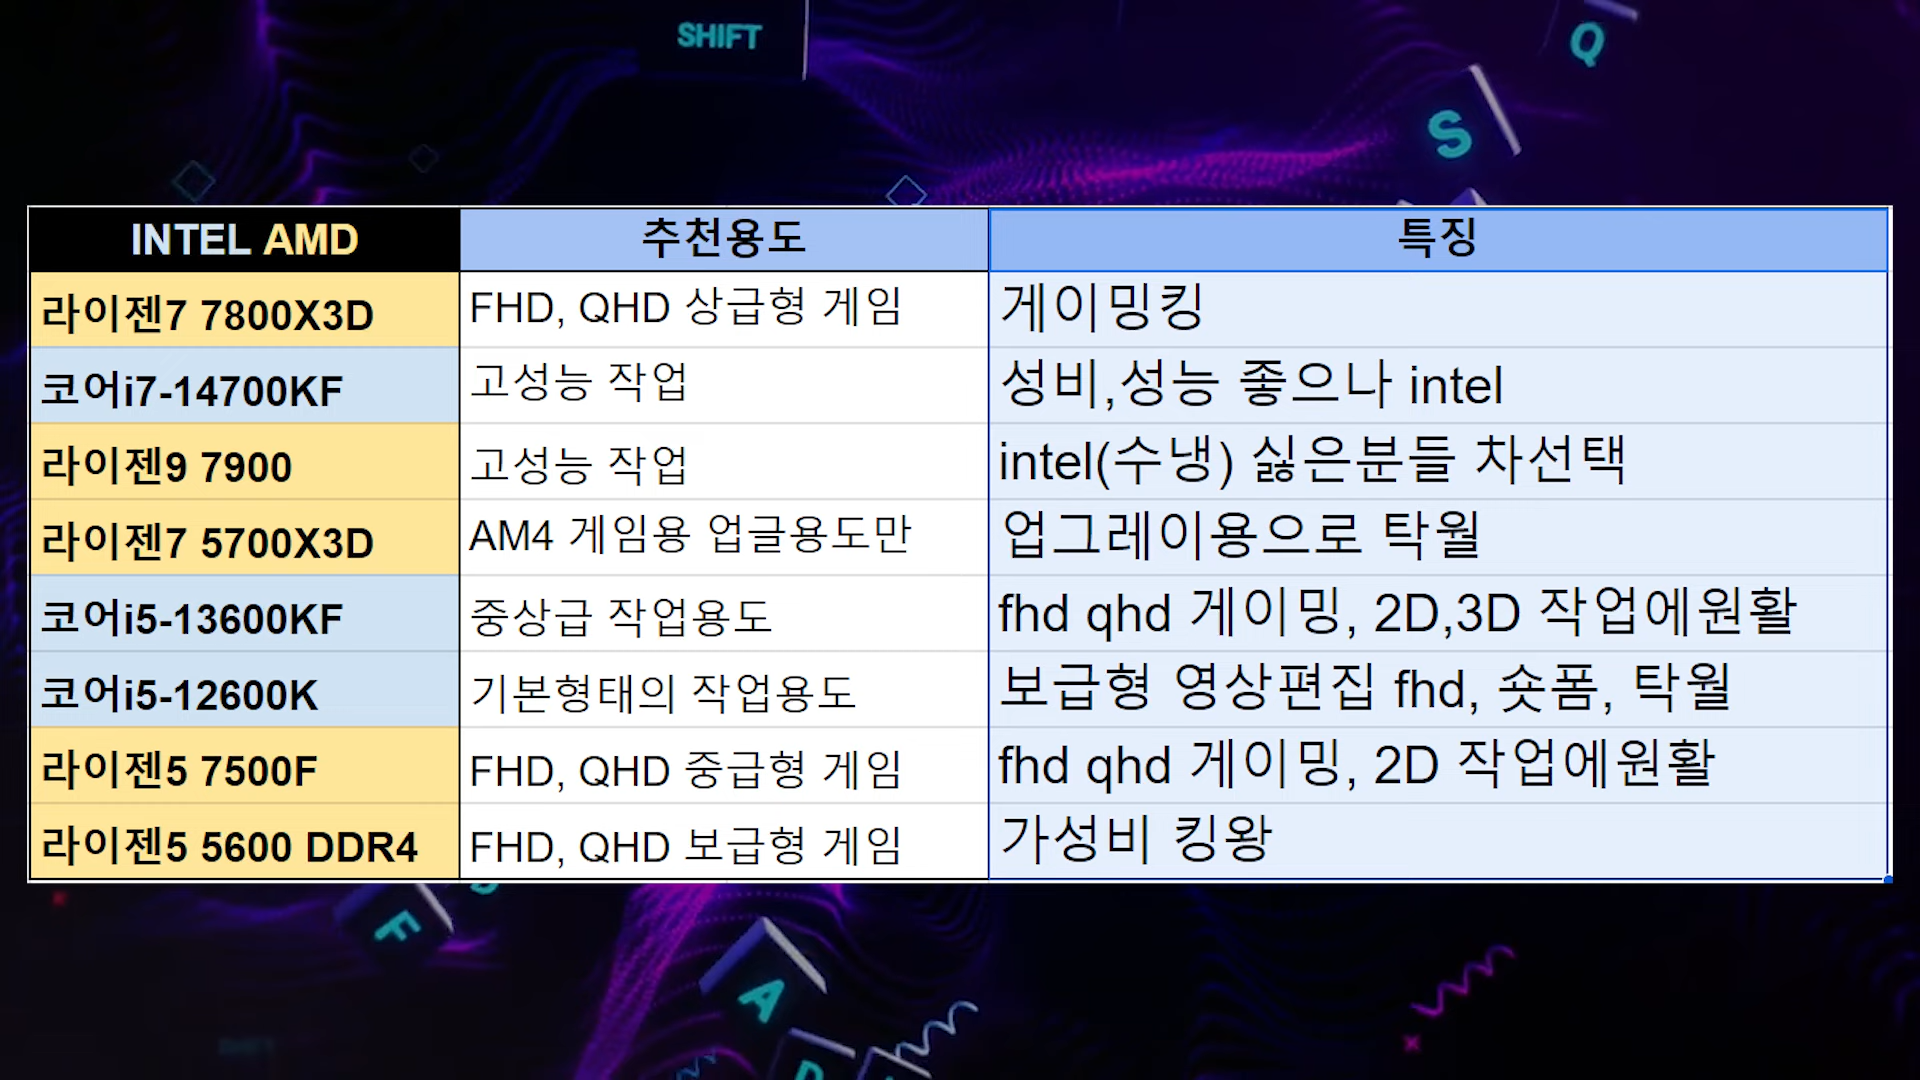 SHIFT
Q
S
INTEL AMD 추천용도 특징
라이젠7 7800X3D FHD, QHD 상급형 게임 게이밍킹
코어i7-14700KF 고성능 작업 성비,성능 좋으나 intel
라이젠9 7900 고성능 작업 intel(수냉) 싫은분들 차선택
라이젠7 5700X3D AM4 게임용 업글용도만 업그레이용으로 탁월
코어i5-13600KF 중상급 작업용도 fhd qhd 게이밍, 2D,3D 작업에원활
코어i5-12600K 기본형태의 작업용도 보급형 영상편집 fhd, 숏폼, 탁월
라이젠5 7500F FHD, QHD 중급형 게임 fhd qhd 게이밍, 2D 작업에원활
라이젠5 5600 DDR4 FHD, QHD 보급형 게임 가성비 킹왕
F
A
D